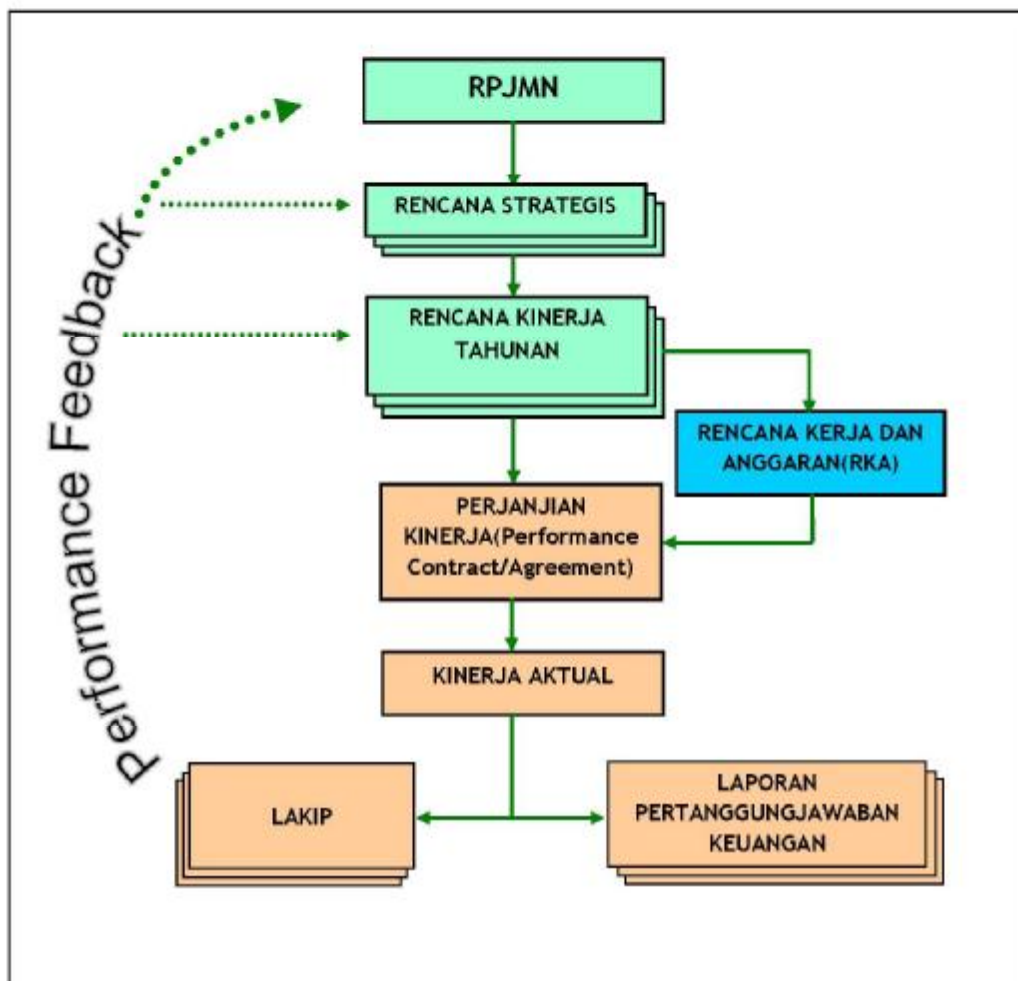 RPJMN
RENCANA STRATEGIS
RENCANA KINERJA
TAHUNAN
RENCANA KERJA DAN
ANGGARAN(RKA)
PERJANJIAN
KINERJA(Performance
Contract/Agreement)
KINERJA AKTUAL
LAKIP
LAPORAN
PERTANGGUNGJAWABAN
KEUANGAN
Performance Feedback